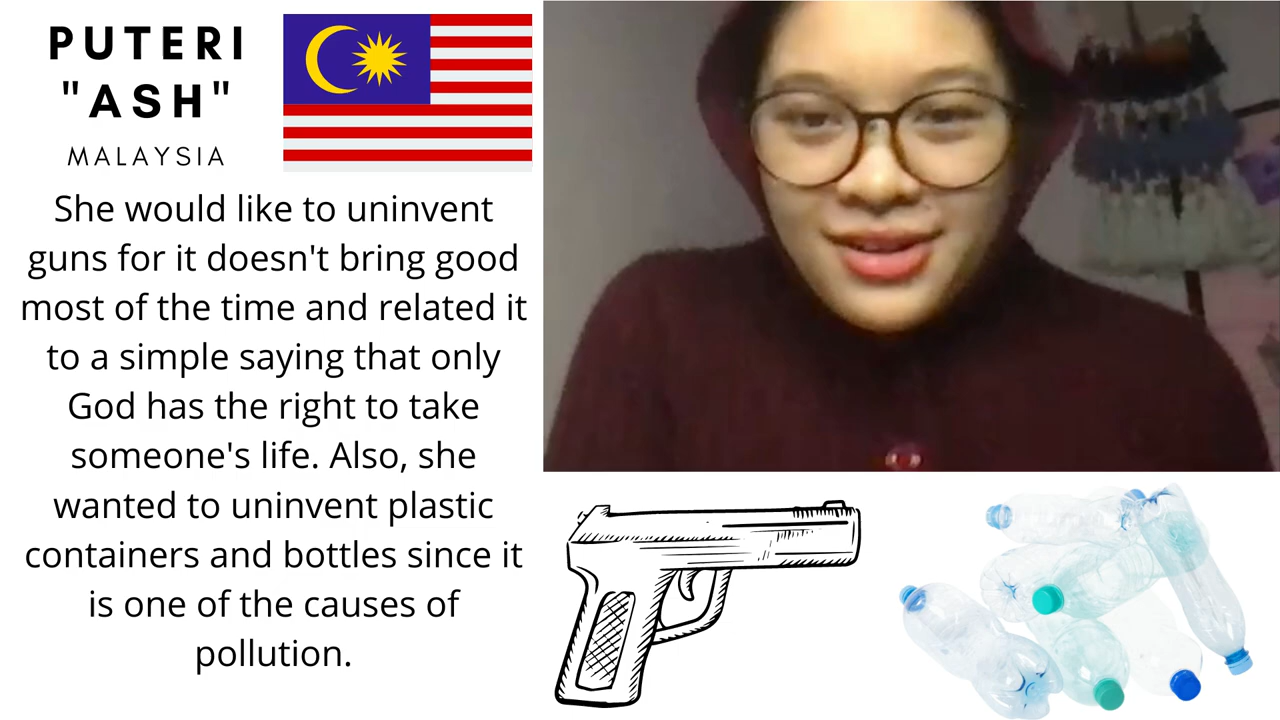 PUTERI
"ASH"
MALAYSIA
She would like to uninvent
guns for it doesn't bring good
most of the time and related it
to a simple saying that only
God has the right to take
someone's life. Also, she
wanted to uninvent plastic
containers and bottles since it
is one of the causes of
pollution.